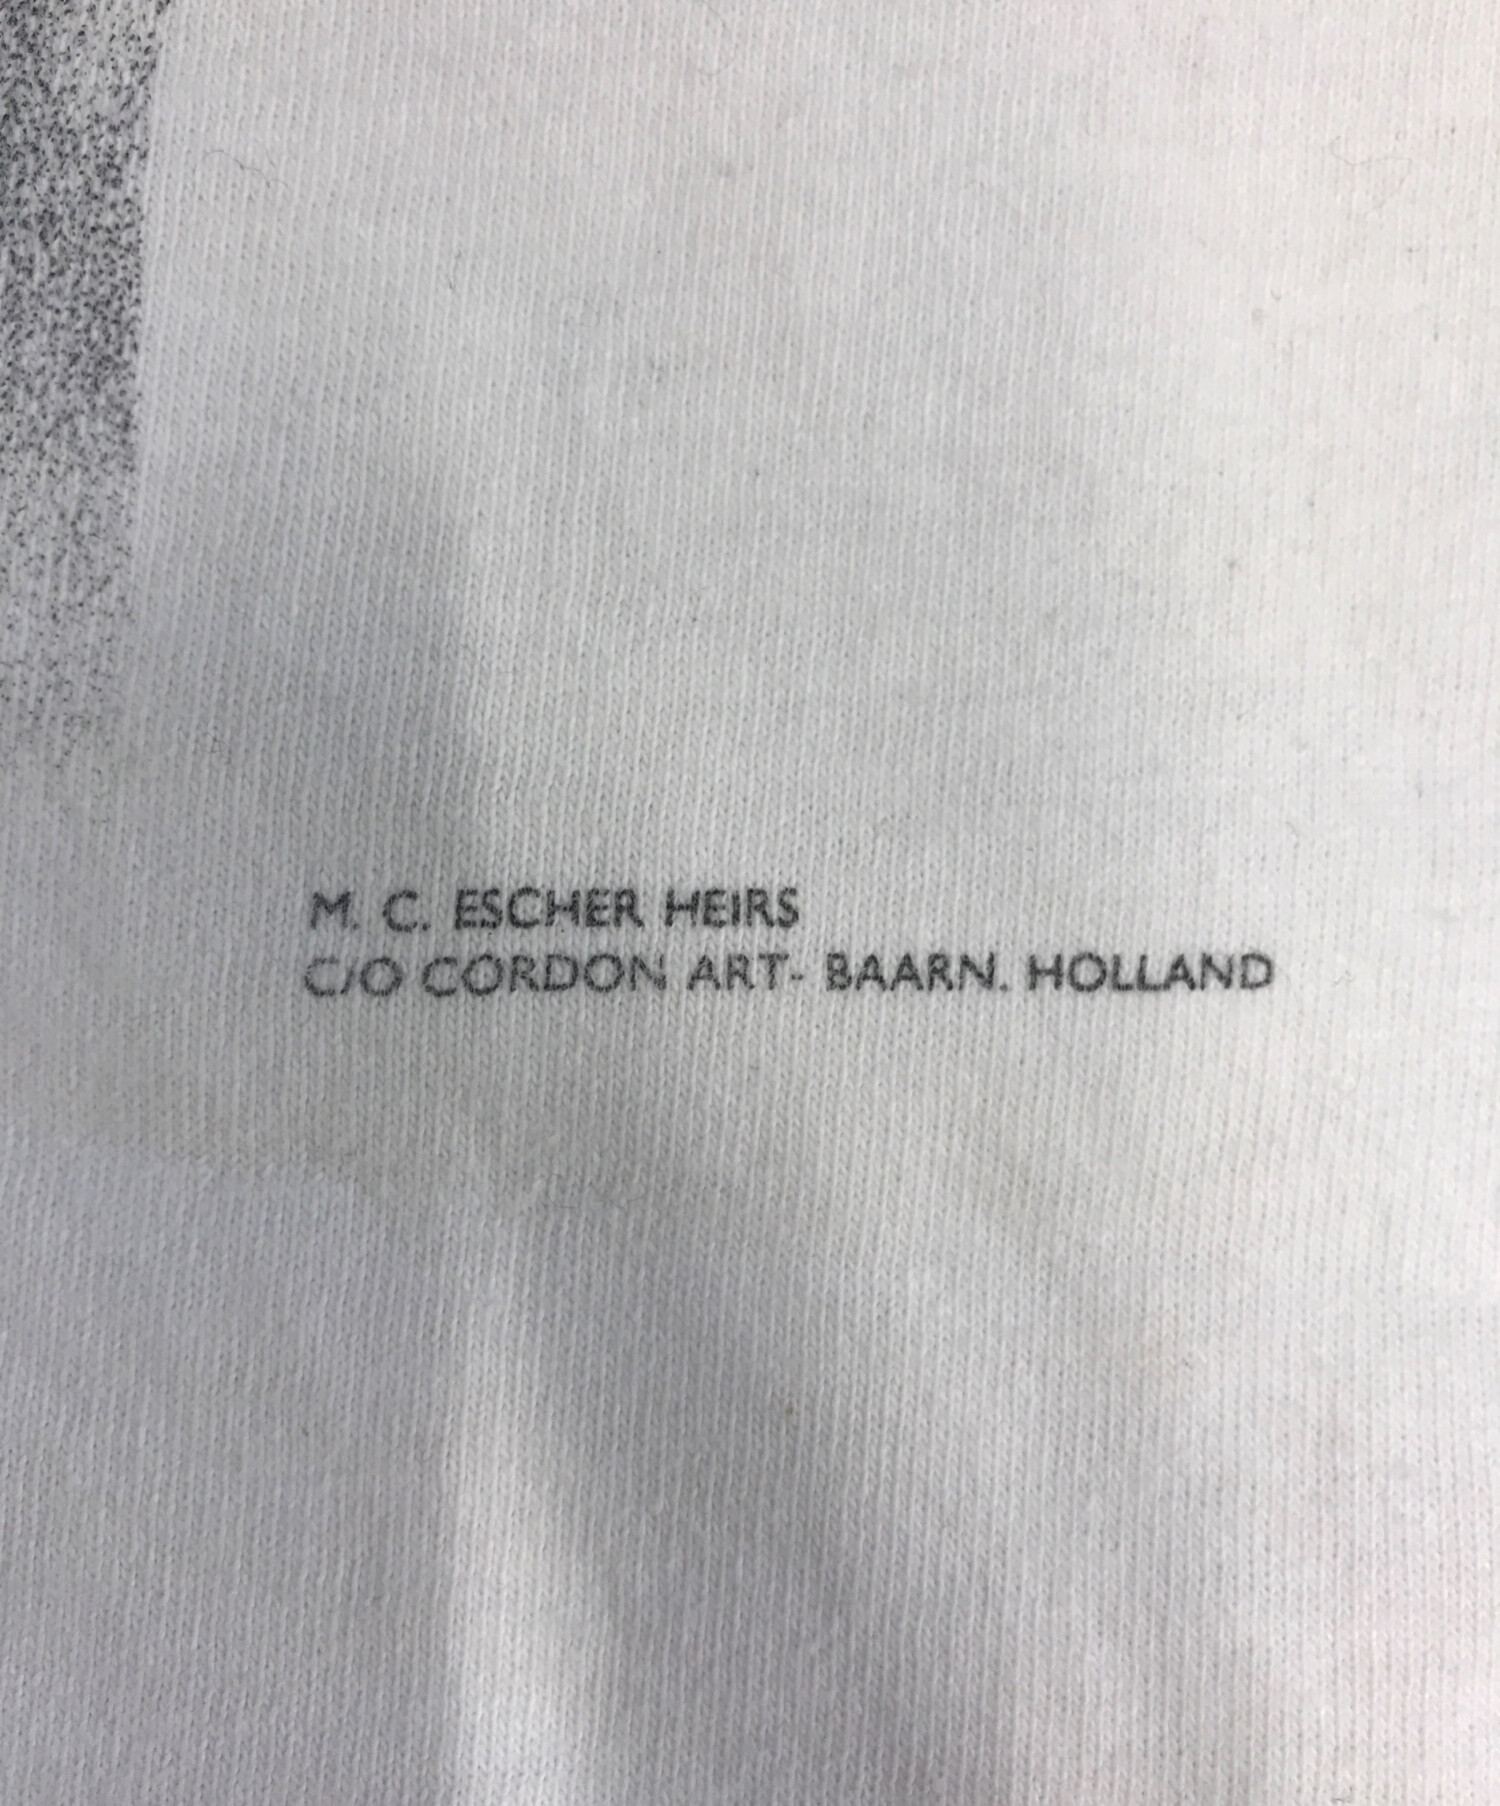 M. C. ESCHER HEIRS
C/O CORDON ART- BAARN. HOLLAND